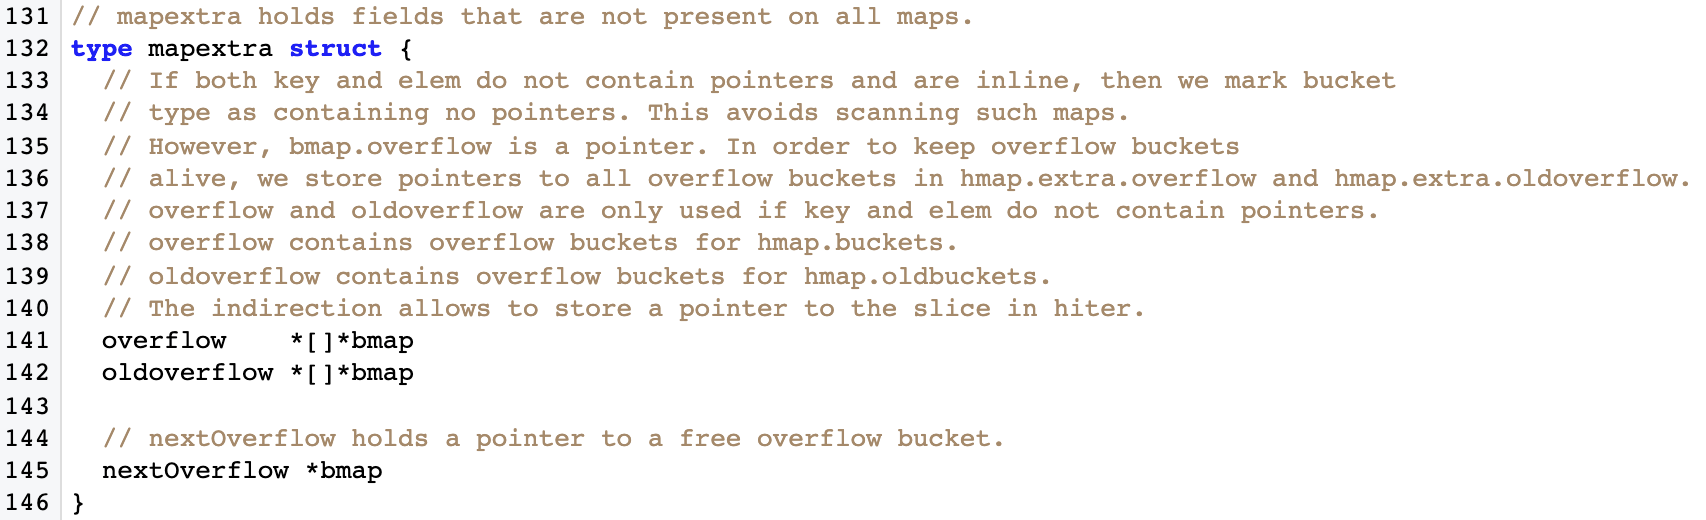 131 // mapextra holds fields that are not present on all maps.
132 type mapextra struct {
133   // If both key and elem do not contain pointers and are inline, then we mark bucket
134   // type as containing no pointers. This avoids scanning such maps.
135   // However, bmap.overflow is a pointer. In order to keep overflow buckets
136   // alive, we store pointers to all overflow buckets in hmap.extra.overflow and hmap.extra.oldoverflow.
137   // overflow and oldoverflow are only used if key and elem do not contain pointers.
138   // overflow contains overflow buckets for hmap.buckets.
139   // oldoverflow contains overflow buckets for hmap.oldbuckets.
140   // The indirection allows to store a pointer to the slice in hiter.
141   overflow    *[]*bmap
142   oldoverflow *[]*bmap
143
144   // nextOverflow holds a pointer to a free overflow bucket.
145   nextOverflow *bmap
146 }